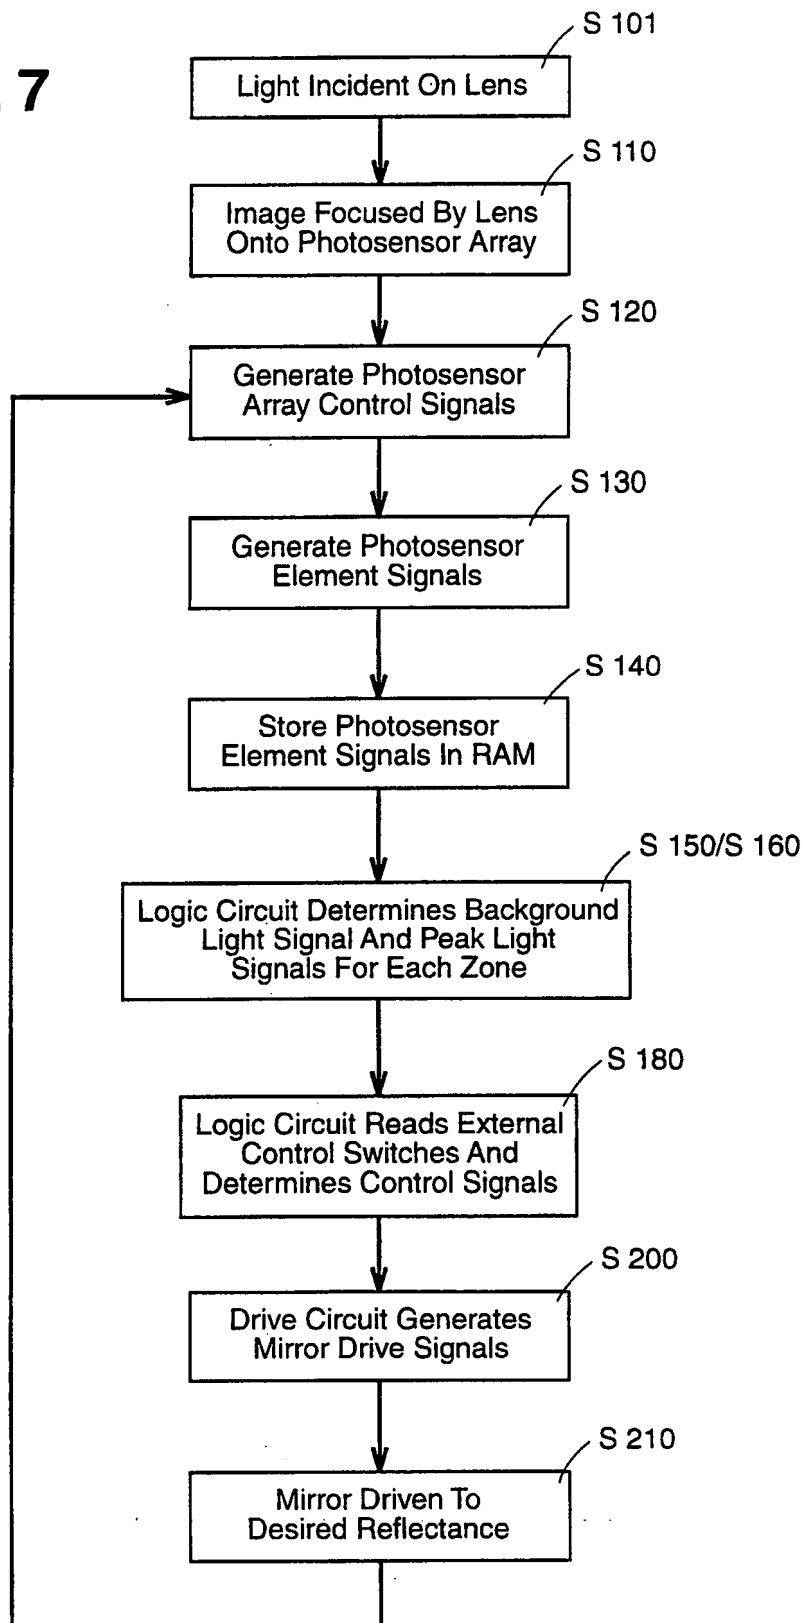 . 7
S 101
Light Incident On Lens
S 110
Image Focused By Lens
Onto Photosensor Array
S 120
Generate Photosensor
Array Control Signals
S 130
Generate Photosensor
Element Signals
S 140
Store Photosensor
Element Signals In RAM
S 150/S 160
Logic Circuit Determines Background
Light Signal And Peak Light
Signals For Each Zone
S 180
Logic Circuit Reads External
Control Switches And
Determines Control Signals
S 200
Drive Circuit Generates
Mirror Drive Signals
S 210
Mirror Driven To
Desired Reflectance